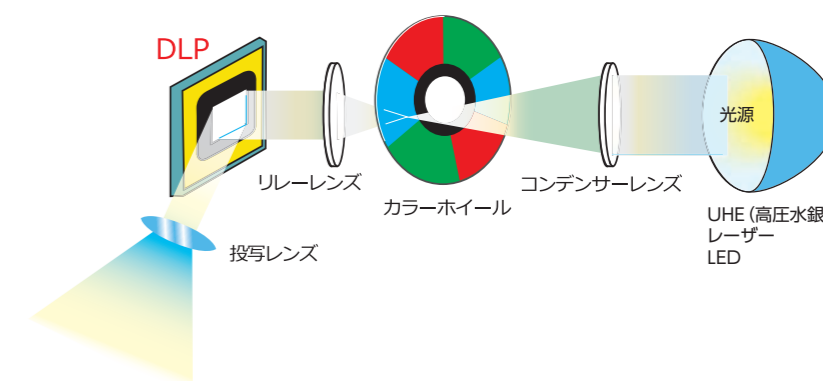 DLP
光源
リレーレンズ
カラーホイール
コンデンサーレンズ
投写レンズ
UHE（高圧水銀
レーザー
LED